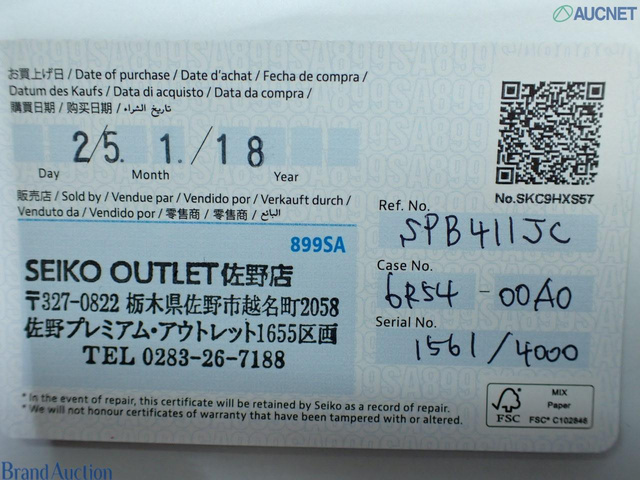 AUCNET
お買上げ日 / Date of purchase / Date d'achat / Fecha de compra /
Datum des Kaufs / Data di acquisto / Data da compra /
購買日期 / 购买日期 / تاريخ الشراء
2/5. 1. / 18
Day Month Year
No.SKC9HXS57
販売店 / Sold by / Vendue par / Vendido por / Verkauft durch /
Venduto da / Vendido por / 零售商 / 零售商 / البائع
899SA
SEIKO OUTLET佐野店
〒327-0822 栃木県佐野市越名町2058
佐野プレミアム・アウトレット1655区画
TEL 0283-26-7188
Ref. No.
SPB411JC
Case No.
6R54 - 00A0
Serial No.
1561 / 4000
* In the event of repair, this certificate will be retained by Seiko as a record of repair.
* We will not honour certificates of warranty that have been tampered with or altered.
FSC
MIX
Paper
FSC® C102848
Brand Auction